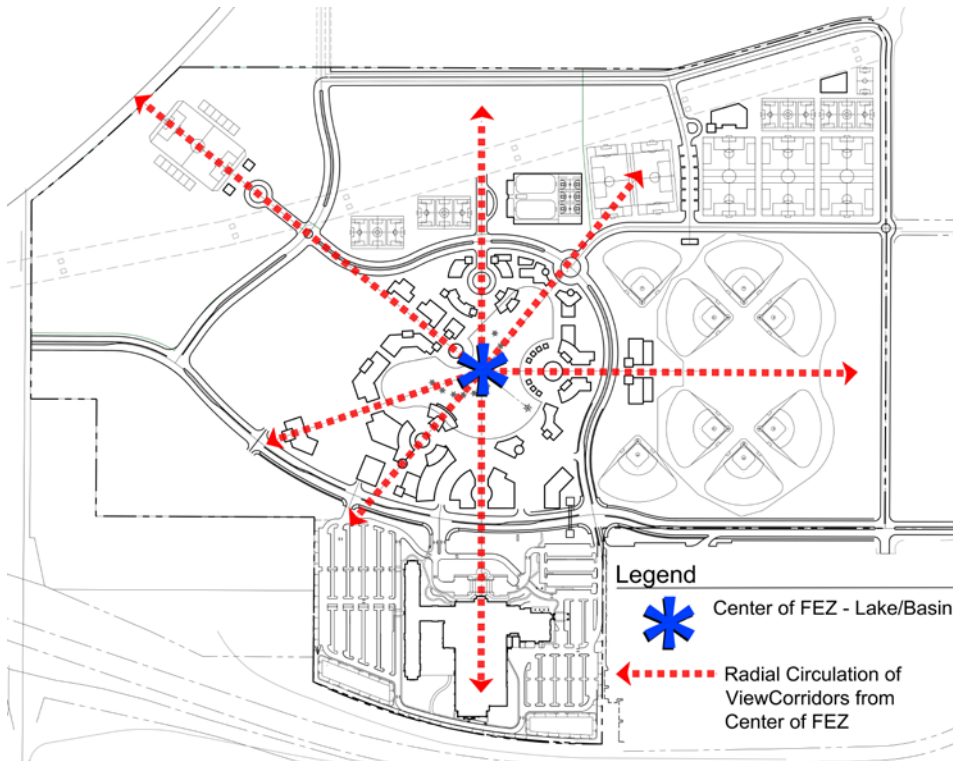 Legend
Center of FEZ - Lake/Basin
Radial Circulation of
ViewCorridors from
Center of FEZ